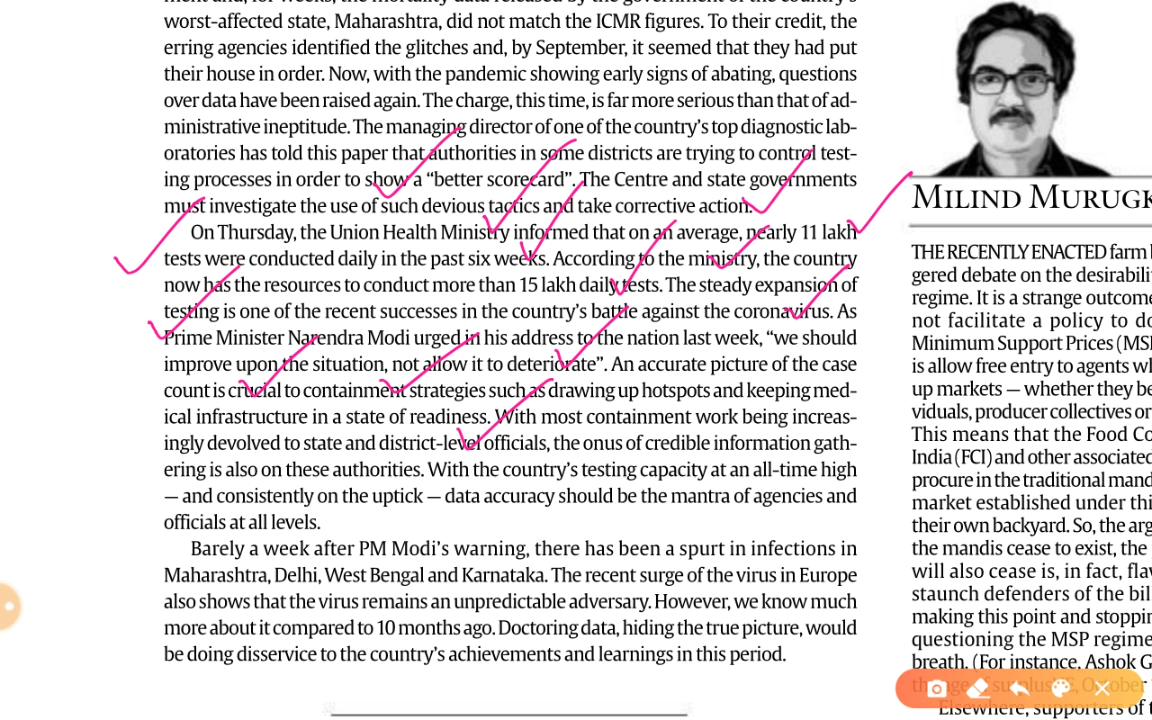 worst-affected state, Maharashtra, did not match the ICMR figures. To their credit, the
erring agencies identified the glitches and, by September, it seemed that they had put
their house in order. Now, with the pandemic showing early signs of abating, questions
over data have been raised again. The charge, this time, is far more serious than that of ad-
ministrative ineptitude. The managing director of one of the country's top diagnostic lab-
oratories has told this paper that authorities in some districts are trying to control test-
ing processes in order to show a “better scorecard”. The Centre and state governments
must investigate the use of such devious tactics and take corrective action.
On Thursday, the Union Health Ministry informed that on an average, nearly 11 lakh
tests were conducted daily in the past six weeks. According to the ministry, the country
now has the resources to conduct more than 15 lakh daily tests. The steady expansion of
testing is one of the recent successes in the country's battle against the coronavirus. As
Prime Minister Narendra Modi urged in his address to the nation last week, “we should
improve upon the situation, not allow it to deteriorate”. An accurate picture of the case
count is crucial to containment strategies such as drawing up hotspots and keeping med-
ical infrastructure in a state of readiness. With most containment work being increas-
ingly devolved to state and district-level officials, the onus of credible information gath-
ering is also on these authorities. With the country's testing capacity at an all-time high
— and consistently on the uptick — data accuracy should be the mantra of agencies and
officials at all levels.
Barely a week after PM Modi's warning, there has been a spurt in infections in
Maharashtra, Delhi, West Bengal and Karnataka. The recent surge of the virus in Europe
also shows that the virus remains an unpredictable adversary. However, we know much
more about it compared to 10 months ago. Doctoring data, hiding the true picture, would
be doing disservice to the country's achievements and learnings in this period.
MILIND MURUGK
THE RECENTLY ENACTED farm
gered debate on the desirabili
regime. It is a strange outcome
not facilitate a policy to do
Minimum Support Prices (MSI
is allow free entry to agents wh
up markets — whether they be
viduals, producer collectives or
This means that the Food Co
India (FCI) and other associated
procure in the traditional mand
market established under thi
their own backyard. So, the arg
the mandis cease to exist, the
will also cease is, in fact, flav
staunch defenders of the bil
making this point and stoppin
questioning the MSP regime
breath. (For instance, Ashok G
Elsewhere, supporters of t